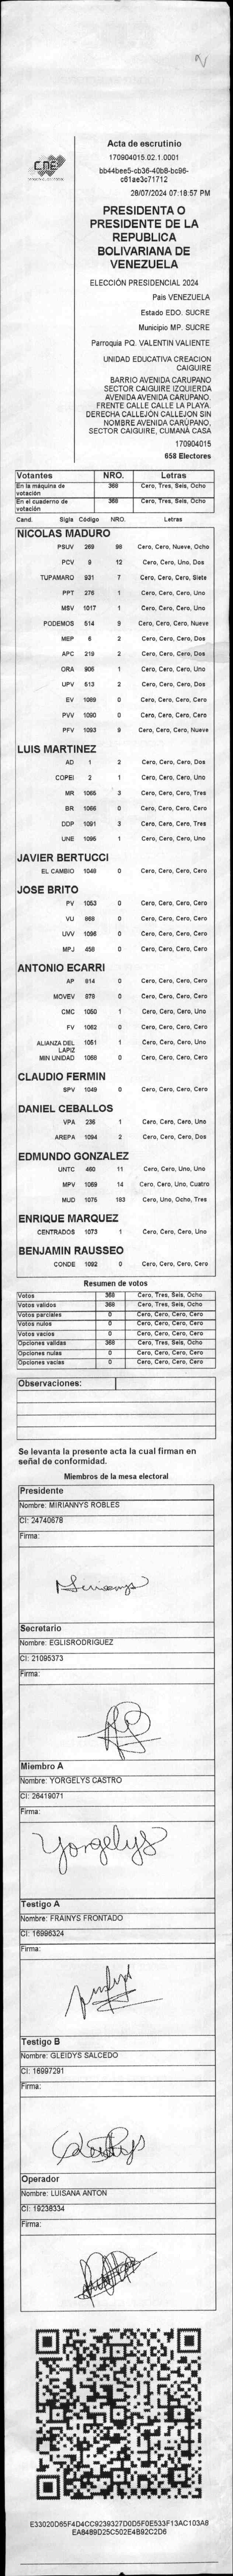 CNE
Acta de escrutinio
170904015.02.1.0001
bb44bee5-cb36-40b8-bc96-
c61ae3c71712
28/07/2024 07:18:57 PM
PRESIDENTA O
PRESIDENTE DE LA
REPUBLICA
BOLIVARIANA DE
VENEZUELA
ELECCIÓN PRESIDENCIAL 2024
País VENEZUELA
Estado EDO. SUCRE
Municipio MP. SUCRE
Parroquia PQ. VALENTIN VALIENTE
UNIDAD EDUCATIVA CREACION
CAIGUIRE
BARRIO AVENIDA CARUPANO
SECTOR CAIGUIRE IZQUIERDA
AVENIDA AVENIDA CARUPANO.
FRENTE CALLE CALLE LA PLAYA.
DERECHA CALLEJÓN CALLEJON SIN
NOMBRE AVENIDA CARUPANO,
SECTOR CAIGUIRE, CUMANÁ CASA
170904015
658 Electores
Votantes NRO. Letras
En la máquina de votación 368 Cero, Tres, Seis, Ocho
En el cuaderno de votación 368 Cero, Tres, Seis, Ocho
Cand. Sigla Código NRO. Letras
NICOLAS MADURO
PSUV 269 98 Cero, Cero, Nueve, Ocho
PCV 9 12 Cero, Cero, Uno, Dos
TUPAMARO 931 7 Cero, Cero, Cero, Siete
PPT 276 1 Cero, Cero, Cero, Uno
MSV 1017 1 Cero, Cero, Cero, Uno
PODEMOS 514 9 Cero, Cero, Cero, Nueve
MEP 6 2 Cero, Cero, Cero, Dos
APC 219 2 Cero, Cero, Cero, Dos
ORA 906 1 Cero, Cero, Cero, Uno
UPV 513 2 Cero, Cero, Cero, Dos
EV 1089 0 Cero, Cero, Cero, Cero
PVV 1090 0 Cero, Cero, Cero, Cero
PFV 1093 9 Cero, Cero, Cero, Nueve
LUIS MARTINEZ
AD 1 2 Cero, Cero, Cero, Dos
COPEI 2 1 Cero, Cero, Cero, Uno
MR 1065 3 Cero, Cero, Cero, Tres
BR 1066 0 Cero, Cero, Cero, Cero
DDP 1091 3 Cero, Cero, Cero, Tres
UNE 1095 1 Cero, Cero, Cero, Uno
JAVIER BERTUCCI
EL CAMBIO 1048 0 Cero, Cero, Cero, Cero
JOSE BRITO
PV 1053 0 Cero, Cero, Cero, Cero
VU 868 0 Cero, Cero, Cero, Cero
UVV 1096 0 Cero, Cero, Cero, Cero
MPJ 458 0 Cero, Cero, Cero, Cero
ANTONIO ECARRI
AP 814 0 Cero, Cero, Cero, Cero
MOVEV 878 0 Cero, Cero, Cero, Cero
CMC 1050 1 Cero, Cero, Cero, Uno
FV 1062 0 Cero, Cero, Cero, Cero
ALIANZA DEL LAPIZ 1051 1 Cero, Cero, Cero, Uno
MIN UNIDAD 1068 0 Cero, Cero, Cero, Cero
CLAUDIO FERMIN
SPV 1049 0 Cero, Cero, Cero, Cero
DANIEL CEBALLOS
VPA 236 1 Cero, Cero, Cero, Uno
AREPA 1094 2 Cero, Cero, Cero, Dos
EDMUNDO GONZALEZ
UNTC 460 11 Cero, Cero, Uno, Uno
MPV 1069 14 Cero, Cero, Uno, Cuatro
MUD 1075 183 Cero, Uno, Ocho, Tres
ENRIQUE MARQUEZ
CENTRADOS 1073 1 Cero, Cero, Cero, Uno
BENJAMIN RAUSSEO
CONDE 1092 0 Cero, Cero, Cero, Cero
Resumen de votos
Votos 368 Cero, Tres, Seis, Ocho
Votos validos 368 Cero, Tres, Seis, Ocho
Votos parciales 0 Cero, Cero, Cero, Cero
Votos nulos 0 Cero, Cero, Cero, Cero
Votos vacios 0 Cero, Cero, Cero, Cero
Opciones validas 368 Cero, Tres, Seis, Ocho
Opciones nulas 0 Cero, Cero, Cero, Cero
Opciones vacias 0 Cero, Cero, Cero, Cero
Observaciones:
Se levanta la presente acta la cual firman en
señal de conformidad.
Miembros de la mesa electoral
Presidente
Nombre: MIRIANNYS ROBLES
CI: 24740678
Firma:
Secretario
Nombre: EGLISRODRIGUEZ
CI: 21095373
Firma:
Miembro A
Nombre: YORGELYS CASTRO
CI: 26419071
Firma:
Yorgelys
Testigo A
Nombre: FRAINYS FRONTADO
CI: 16996324
Firma:
Testigo B
Nombre: GLEIDYS SALCEDO
CI: 16997291
Firma:
Operador
Nombre: LUISANA ANTON
CI: 19238334
Firma:
E33020D65F4D4CC9239327D0D5F0E533F13AC103A8
EA8489D25C502E4B92C2D6